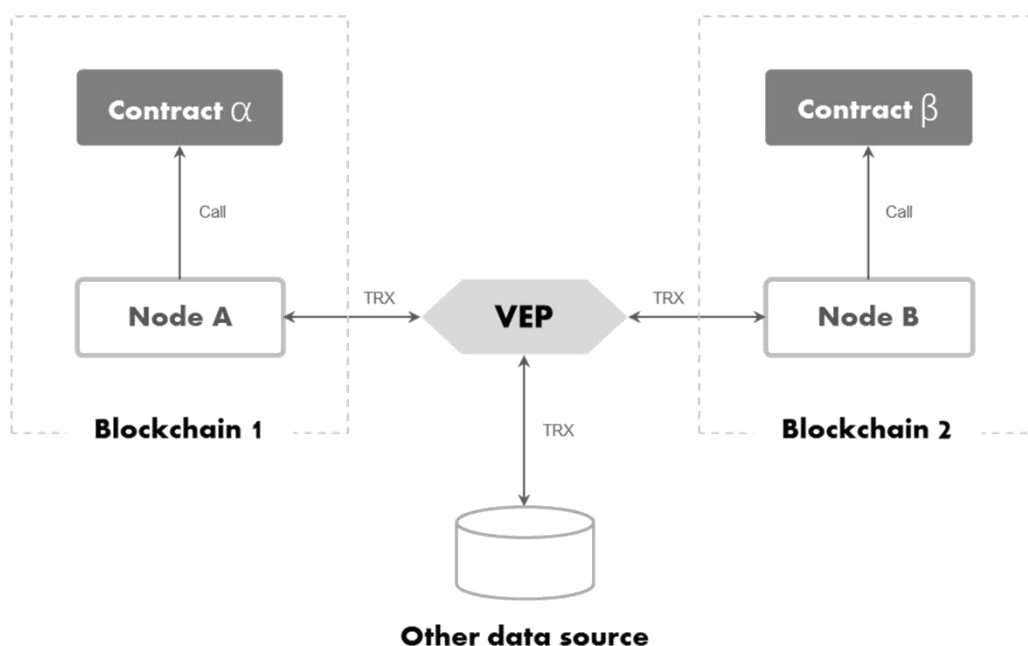 Contract α
Contract β
Call
Call
Node A
TRX
VEP
TRX
Node B
Blockchain 1
TRX
Blockchain 2
Other data source